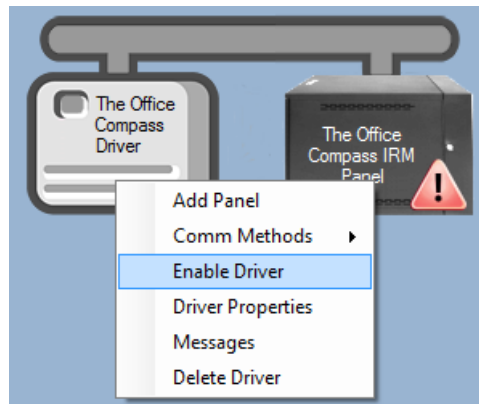 The Office
Compass
Driver
The Office
Compass IRM
Panel
!
Add Panel
Comm Methods
Enable Driver
Driver Properties
Messages
Delete Driver